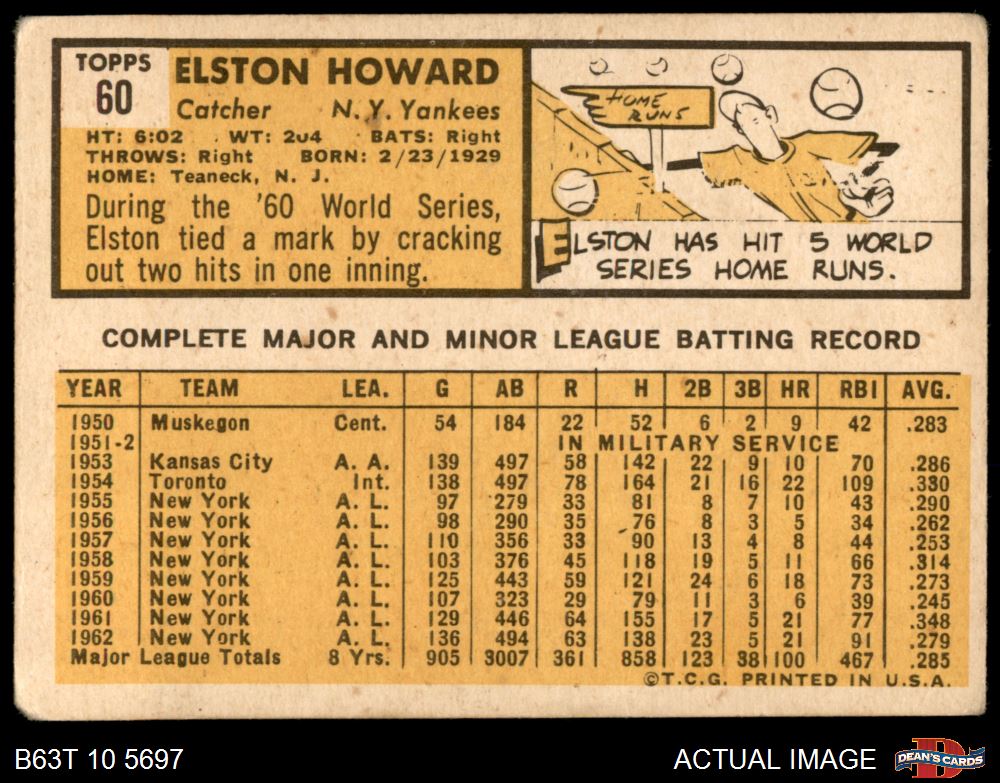 TOPPS
60
ELSTON HOWARD
Catcher N. Y. Yankees
HT: 6:02 WT: 204 BATS: Right
THROWS: Right BORN: 2/23/1929
HOME: Teaneck, N. J.
During the '60 World Series,
Elston tied a mark by cracking
out two hits in one inning.
HOME
RUNS
ELSTON HAS HIT 5 WORLD
SERIES HOME RUNS.
COMPLETE MAJOR AND MINOR LEAGUE BATTING RECORD
YEAR TEAM LEA. G AB R H 2B 3B HR RBI AVG.
1950 Muskegon Cent. 54 184 22 52 6 2 9 42 .283
1951-2 IN MILITARY SERVICE
1953 Kansas City A. A. 139 497 58 142 22 9 10 70 .286
1954 Toronto Int. 138 497 78 164 21 16 22 109 .330
1955 New York A. L. 97 279 33 81 8 7 10 43 .290
1956 New York A. L. 98 290 35 76 8 3 5 34 .262
1957 New York A. L. 110 356 33 90 13 4 8 44 .253
1958 New York A. L. 103 376 45 118 19 5 11 66 .314
1959 New York A. L. 125 443 59 121 24 6 18 73 .273
1960 New York A. L. 107 323 29 79 11 3 6 39 .245
1961 New York A. L. 129 446 64 155 17 5 21 77 .348
1962 New York A. L. 136 494 63 138 23 5 21 91 .279
Major League Totals 8 Yrs. 905 3007 361 858 123 38 100 467 .285
©T.C.G. PRINTED IN U.S.A.
B63T 10 5697 ACTUAL IMAGE DEAN'S CARDS